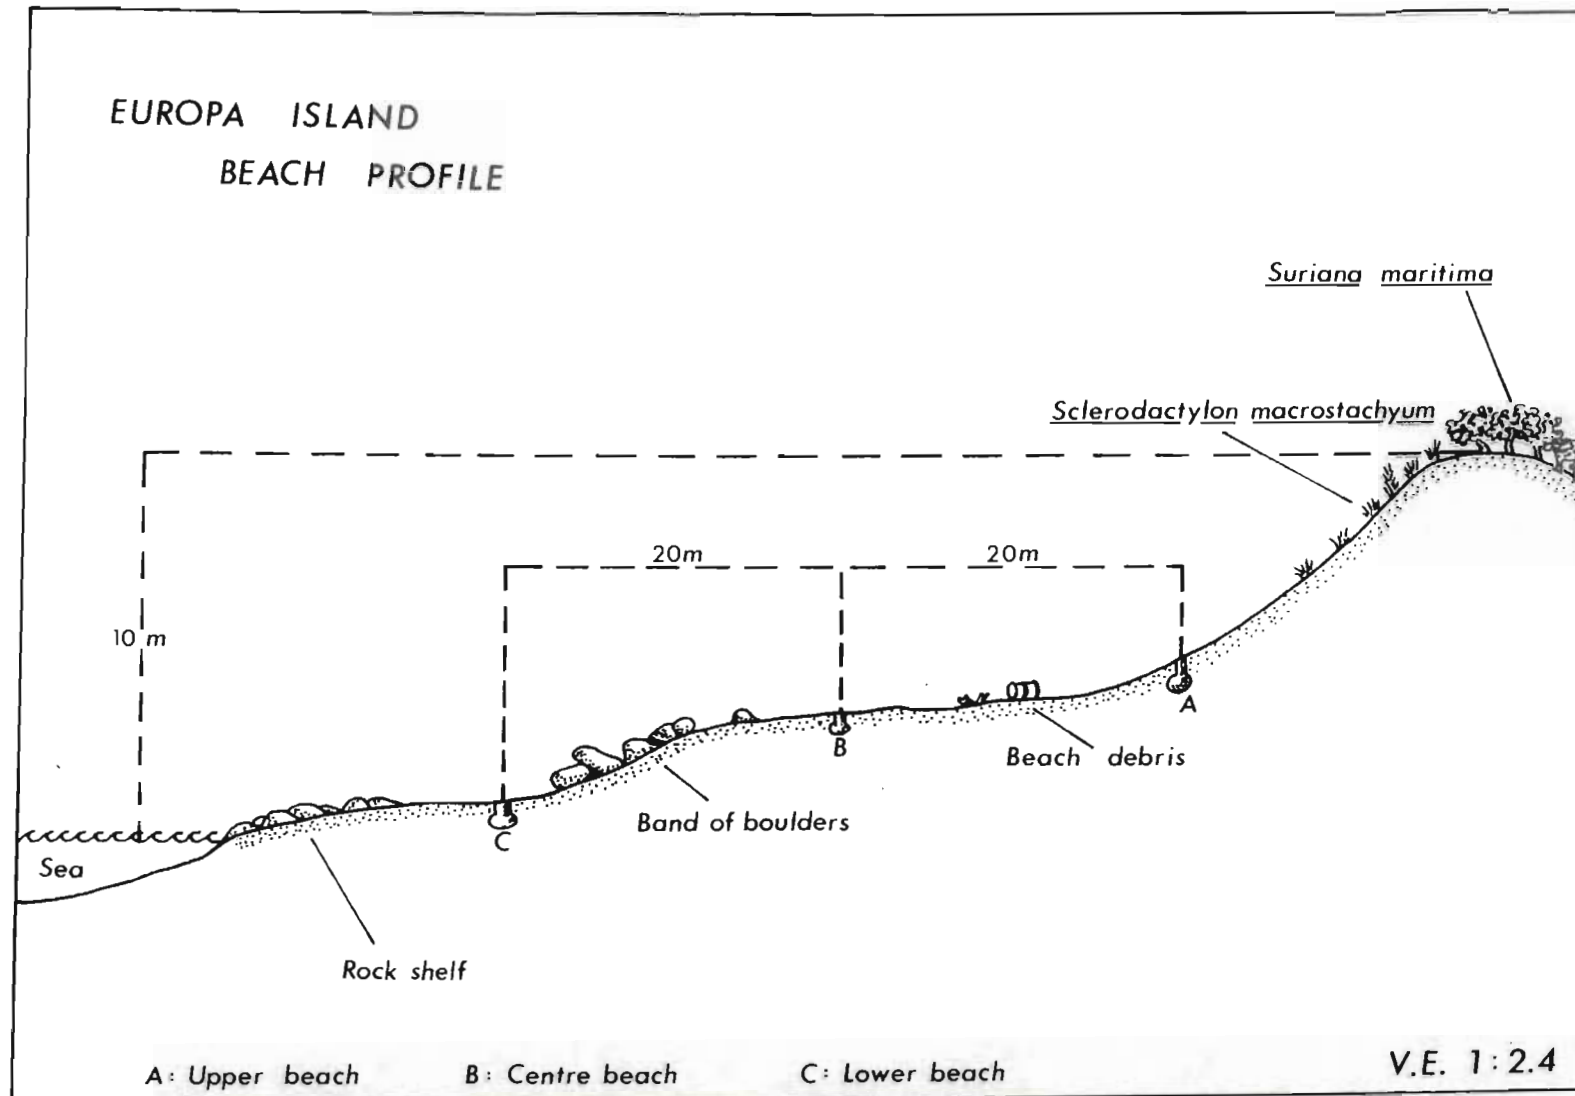 EUROPA ISLAND
BEACH PROFILE
Suriana maritima
Sclerodactylon macrostachyum
20m
20m
10 m
A
B
Beach debris
C
Band of boulders
Sea
Rock shelf
A: Upper beach
B: Centre beach
C: Lower beach
V.E. 1:2.4